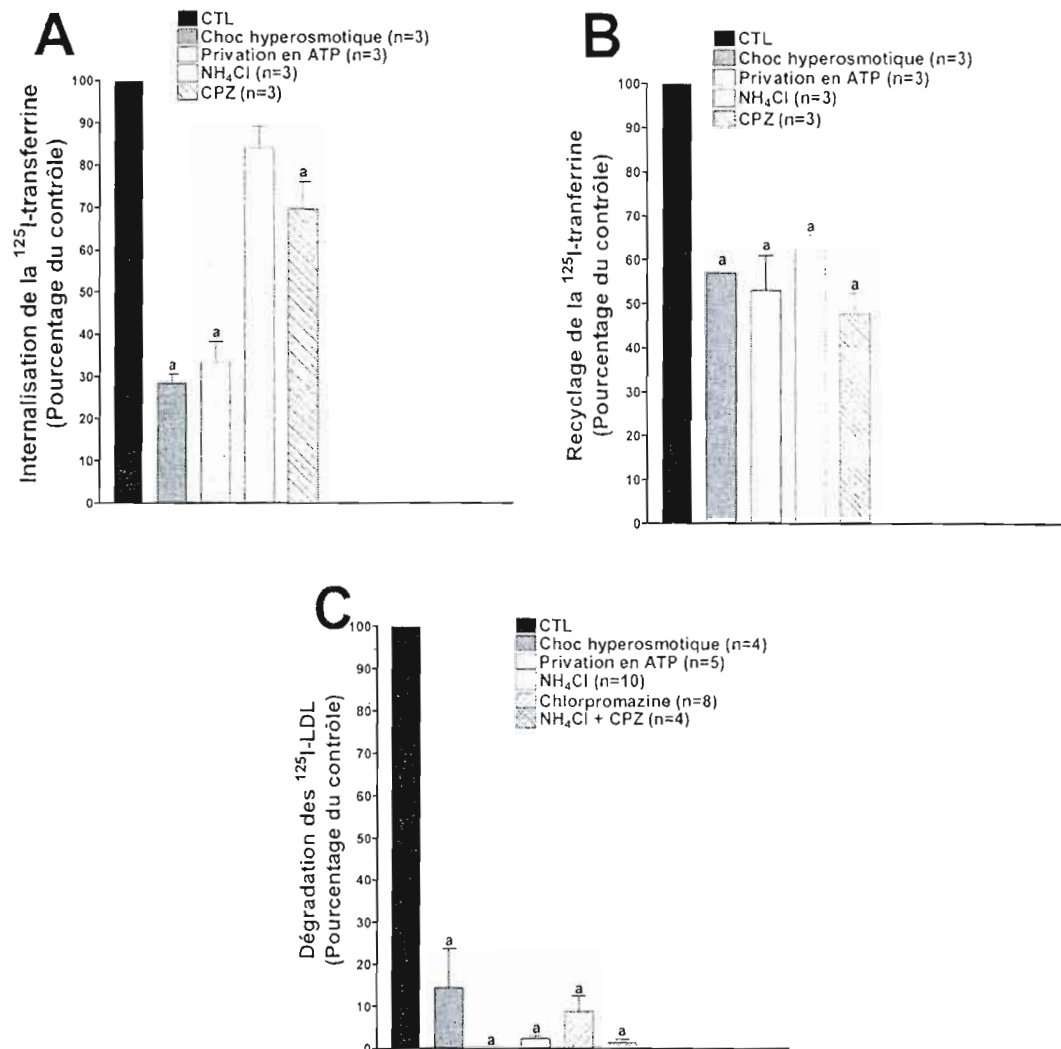 A
CTL
Choc hyperosmotique (n=3)
Privation en ATP (n=3)
NH₄Cl (n=3)
CPZ (n=3)
Internalisation de la ¹²⁵I-transferrine
(Pourcentage du contrôle)
100
90
80
70
60
50
40
30
20
10
0
a
a
a
B
CTL
Choc hyperosmotique (n=3)
Privation en ATP (n=3)
NH₄Cl (n=3)
CPZ (n=3)
Recyclage de la ¹²⁵I-tranferrine
(Pourcentage du contrôle)
100
90
80
70
60
50
40
30
20
10
0
a
a
a
a
C
CTL
Choc hyperosmotique (n=4)
Privation en ATP (n=5)
NH₄Cl (n=10)
Chlorpromazine (n=8)
NH₄Cl + CPZ (n=4)
Dégradation des ¹²⁵I-LDL
(Pourcentage du contrôle)
100
90
80
70
60
50
40
30
20
10
0
a
a
a
a
a